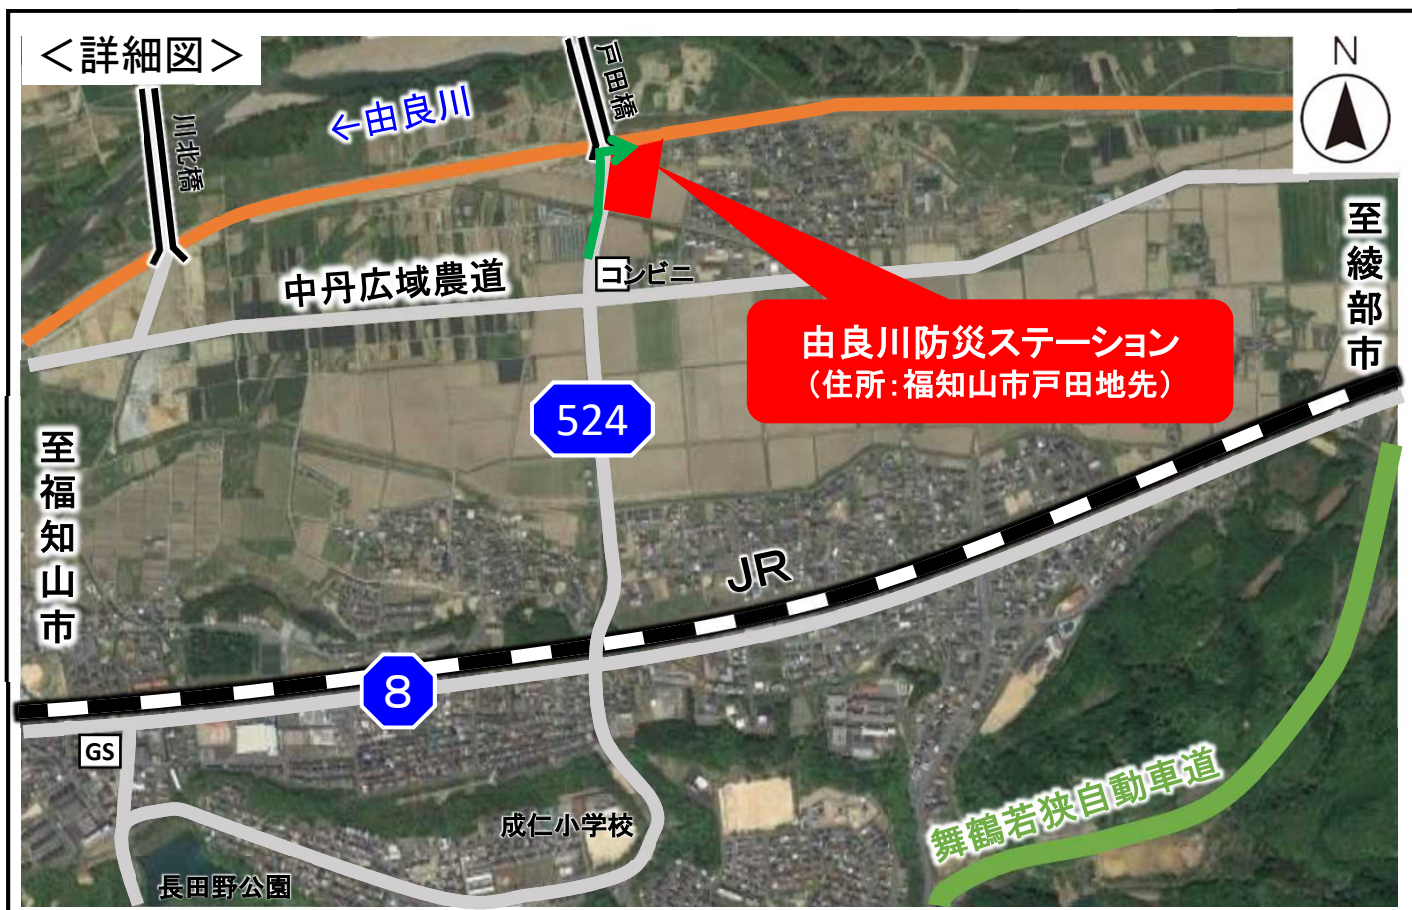 ＜詳細図＞
N
戸田橋
←由良川
川北橋
至綾部市
コンビニ
中丹広域農道
由良川防災ステーション
（住所：福知山市戸田地先）
524
至福知山市
JR
8
GS
舞鶴若狭自動車道
成仁小学校
長田野公園